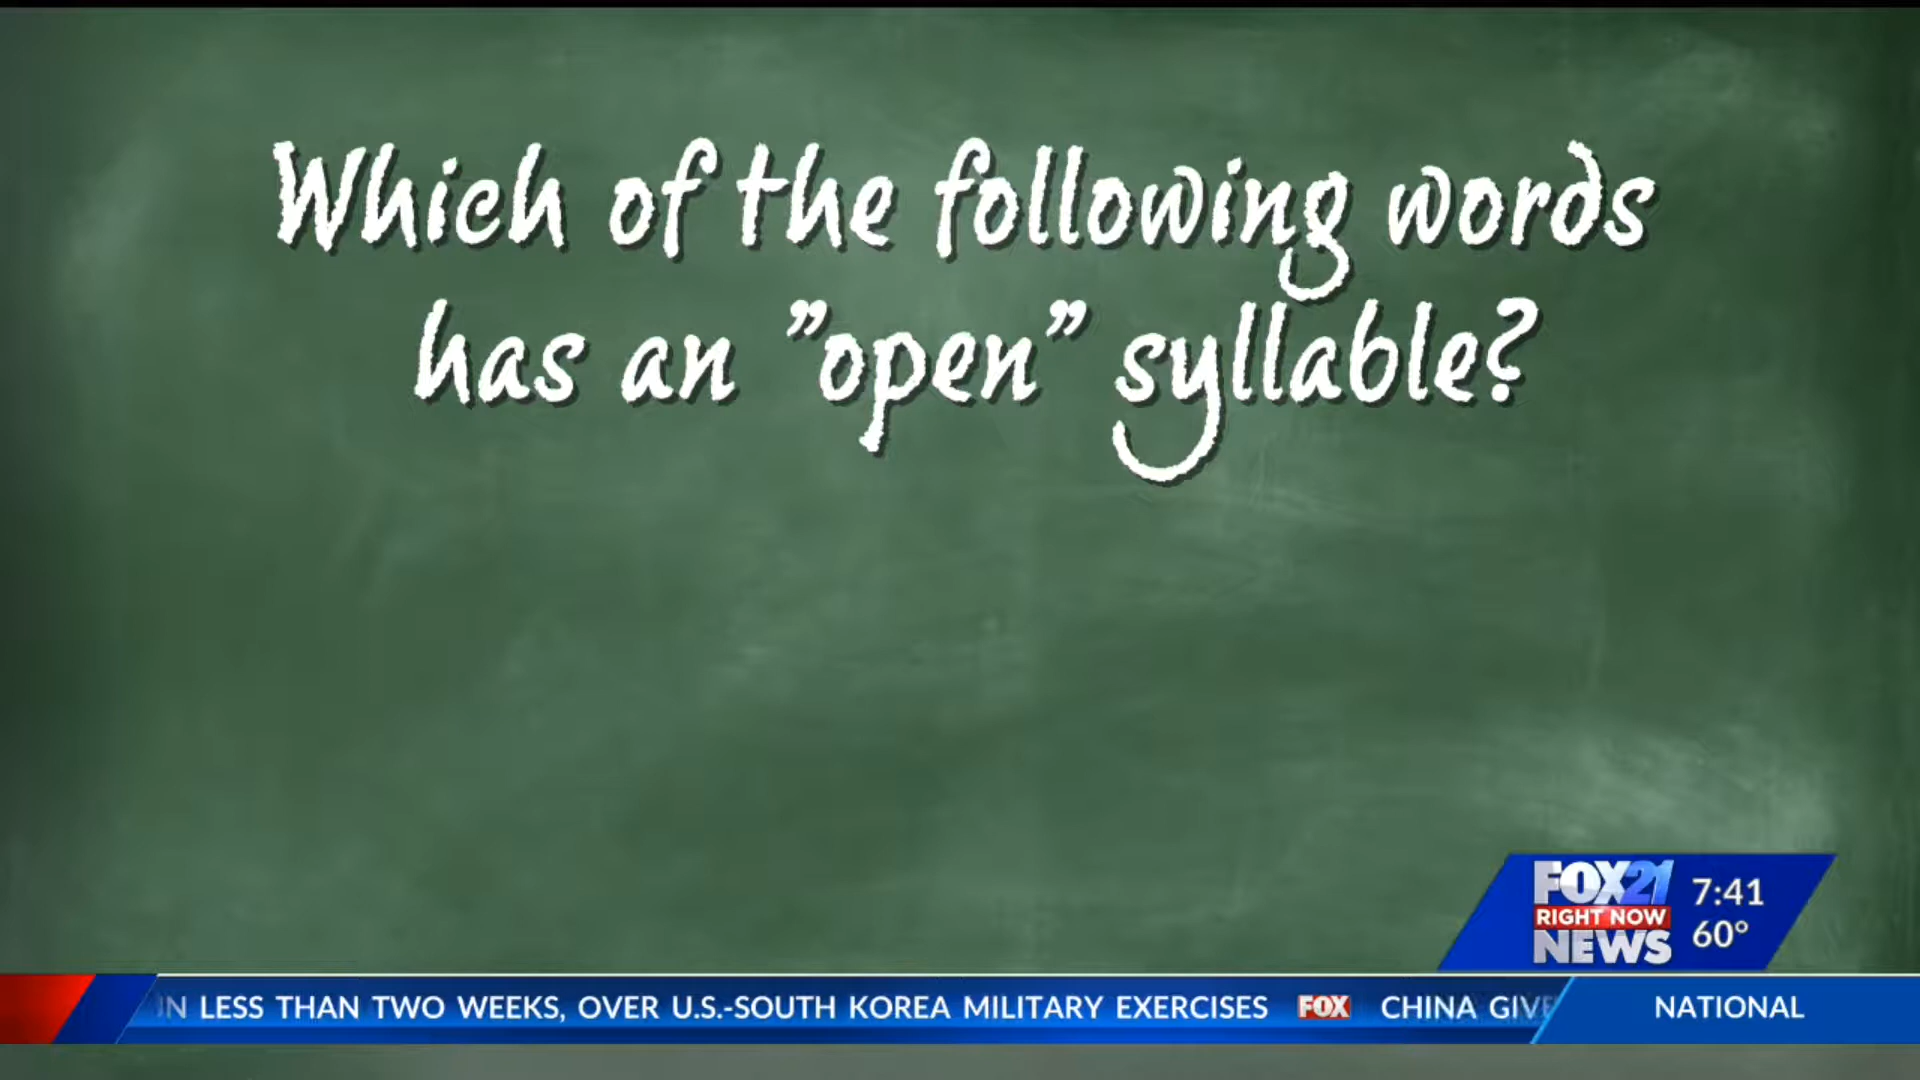 Which of the following words
has an "open" syllable?
FOX21
RIGHT NOW
NEWS
7:41
60°
IN LESS THAN TWO WEEKS, OVER U.S.-SOUTH KOREA MILITARY EXERCISES FOX CHINA GIVE
NATIONAL